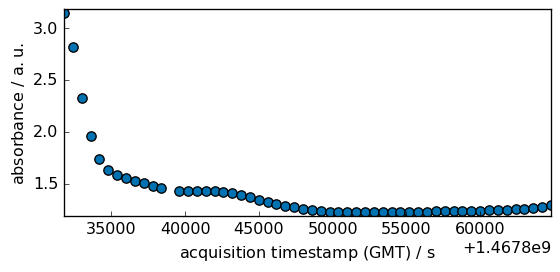 absorbance / a. u.
3.0
2.5
2.0
1.5
35000 40000 45000 50000 55000 60000
acquisition timestamp (GMT) / s
+1.4678e9